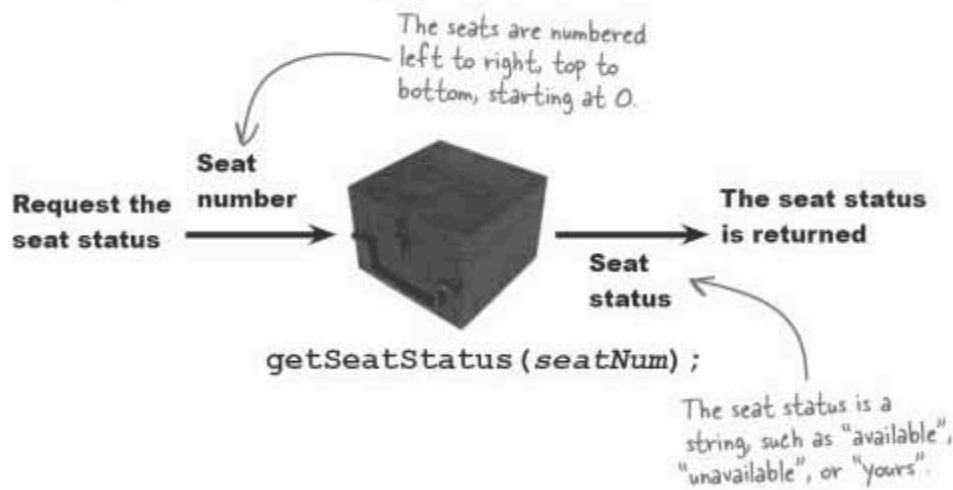 The seats are numbered
left to right, top to
bottom, starting at 0.
Seat
number
Request the
seat status
The seat status
is returned
Seat
status
getSeatStatus(seatNum);
The seat status is a
string, such as "available",
"unavailable", or "yours".